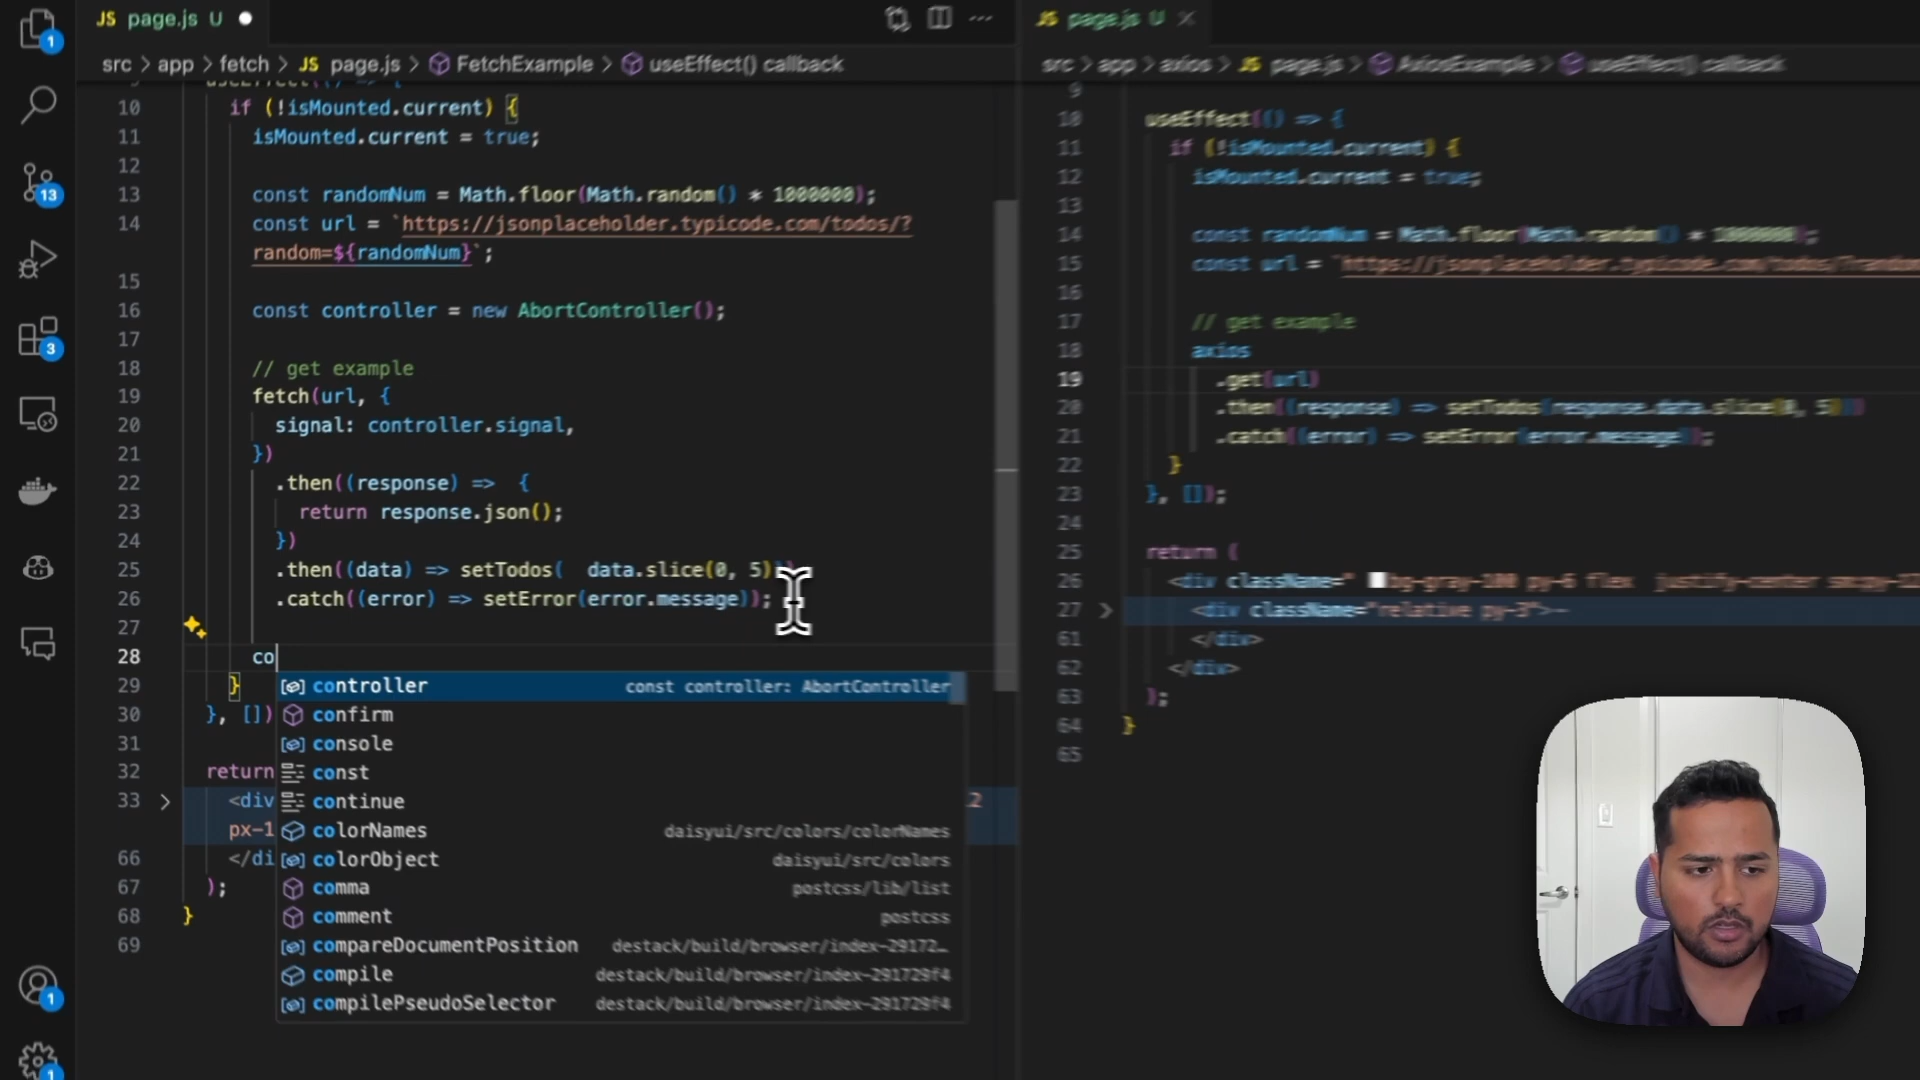 JS page.js U
src > app > fetch > JS page.js > FetchExample > useEffect() callback
useEffect(() => {
10 if (!isMounted.current) {
11 isMounted.current = true;
12
13 const randomNum = Math.floor(Math.random() * 1000000);
14 const url = `https://jsonplaceholder.typicode.com/todos/?
random=${randomNum}`;
15
16 const controller = new AbortController();
17
18 // get example
19 fetch(url, {
20 signal: controller.signal,
21 })
22 .then((response) => {
23 return response.json();
24 })
25 .then((data) => setTodos( data.slice(0, 5)))
26 .catch((error) => setError(error.message));
27
28 co
29 }
30 }, [])
31
32 return
33 <div
px-1
66 </di
67 );
68 }
69
controller const controller: AbortController
confirm
console
const
continue
colorNames daisyui/src/colors/colorNames
colorObject daisyui/src/colors
comma postcss/lib/list
comment postcss
compareDocumentPosition destack/build/browser/index-29172…
compile destack/build/browser/index-291729f4
compilePseudoSelector destack/build/browser/index-291729f4
JS page.js U
src > app > axios > JS page.js > AxiosExample > useEffect() callback
9
10 useEffect(() => {
11 if (!isMounted.current) {
12 isMounted.current = true;
13
14 const randomNum = Math.floor(Math.random() * 1000000);
15 const url = `https://jsonplaceholder.typicode.com/todos/?random
16
17 // get example
18 axios
19 .get(url)
20 .then((response) => setTodos(response.data.slice(0, 5)))
21 .catch((error) => setError(error.message));
22 }
23 }, []);
24
25 return (
26 <div className=" bg-gray-100 py-6 flex justify-center sm:py-12
27 <div className="relative py-3">
61 </div>
62 </div>
63 );
64 }
65
1
13
3
1
1